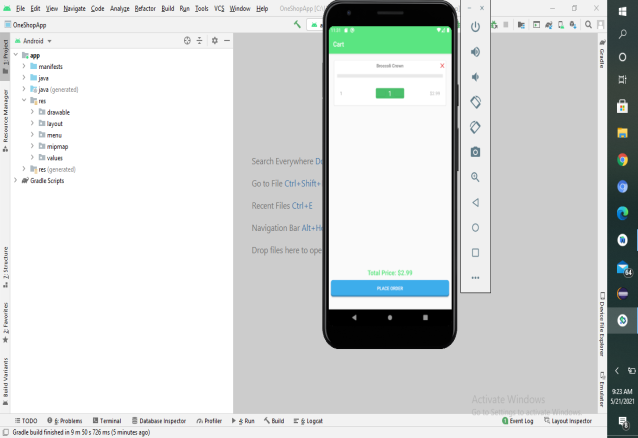 File Edit View Navigate Code Analyze Refactor Build Run Tools VCS Window Help OneShopApp
OneShopApp
Android
app
manifests
java
java (generated)
res
drawable
layout
menu
mipmap
values
res (generated)
Gradle Scripts
1: Project
Resource Manager
Z: Structure
2: Favorites
Build Variants
Search Everywhere
Go to File Ctrl+Shift+
Recent Files Ctrl+E
Navigation Bar Alt+
Drop files here to ope
Cart
Broccoli Crown
X
1
1
$2.99
Total Price: $2.99
PLACE ORDER
Gradle
Device File Explorer
Emulator
64
9:23 AM
5/21/2021
Activate Windows
Go to Settings to activate Windows.
TODO 6: Problems Terminal Database Inspector Profiler 4: Run Build 6: Logcat
Event Log Layout Inspector
Gradle build finished in 9 m 50 s 726 ms (5 minutes ago)